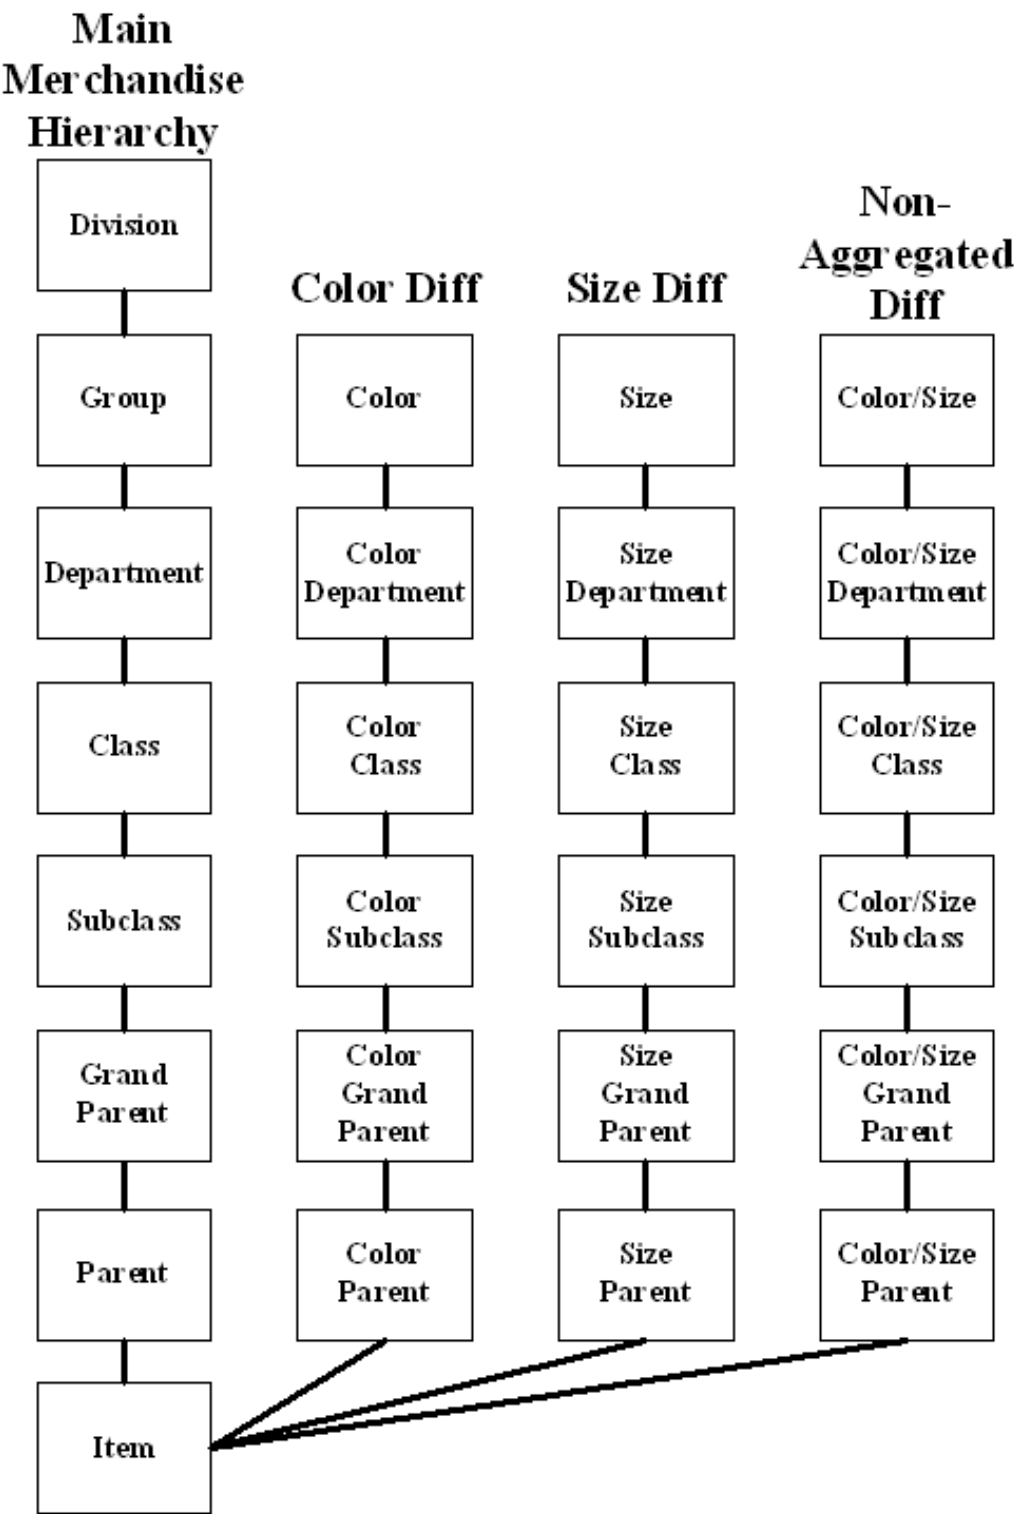 Main
Merchandise
Hierarchy
Division
Group
Department
Class
Subclass
Grand
Parent
Parent
Item
Color Diff
Color
Color
Department
Color
Class
Color
Subclass
Color
Grand
Parent
Color
Parent
Size Diff
Size
Size
Department
Size
Class
Size
Subclass
Size
Grand
Parent
Size
Parent
Non-
Aggregated
Diff
Color/Size
Color/Size
Department
Color/Size
Class
Color/Size
Subclass
Color/Size
Grand
Parent
Color/Size
Parent